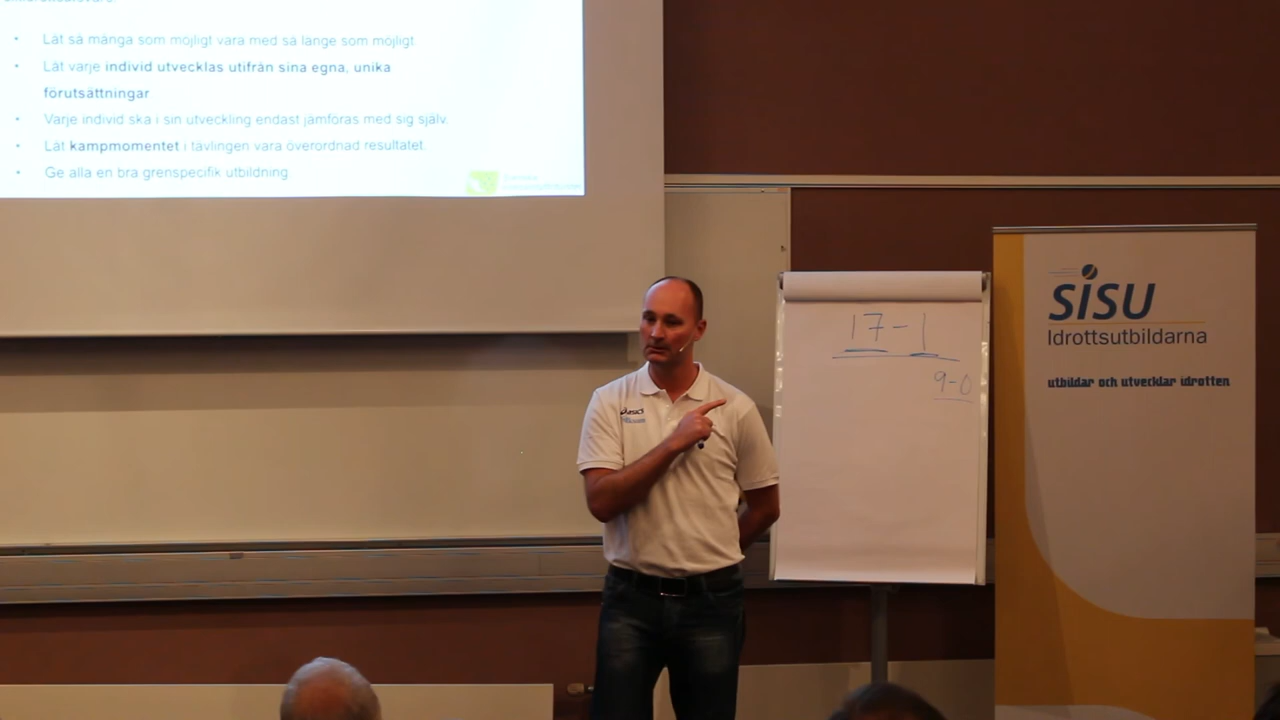 Låt så många som möjligt vara med så länge som möjligt.
Låt varje individ utvecklas utifrån sina egna, unika
förutsättningar
Varje individ ska i sin utveckling endast jämföras med sig själv.
Låt kampmomentet i tävlingen vara överordnad resultatet.
Ge alla en bra grenspecifik utbildning
17-1
9-0
SISU
Idrottsutbildarna
utbildar och utvecklar idrotten
asics